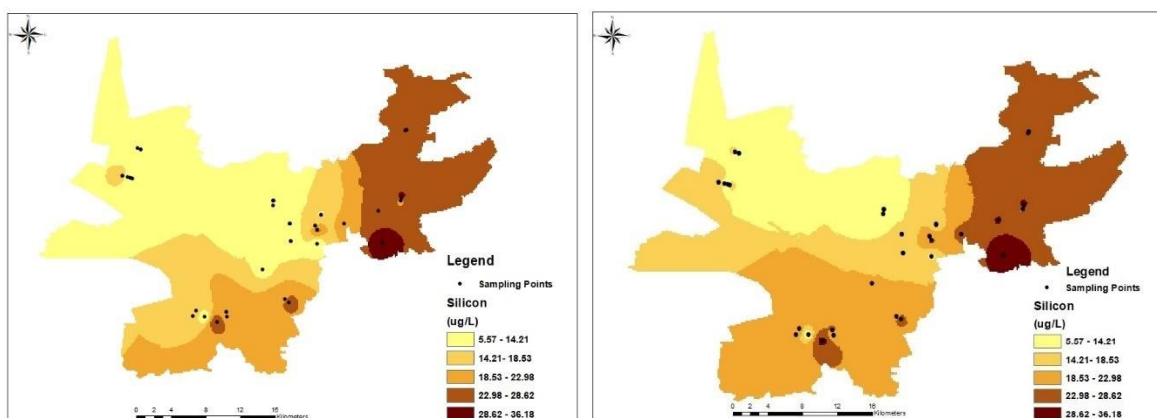 Legend
Sampling Points
Silicon
(ug/L)
5.57 - 14.21
14.21- 18.53
18.53 - 22.98
22.98 - 28.62
28.62 - 36.18
0 2 4 8 12 16
Kilometers
Legend
Sampling Points
Silicon
(ug/L)
5.57 - 14.21
14.21- 18.53
18.53 - 22.98
22.98 - 28.62
28.62 - 36.18
0 2 4 8 12 16
Kilometers